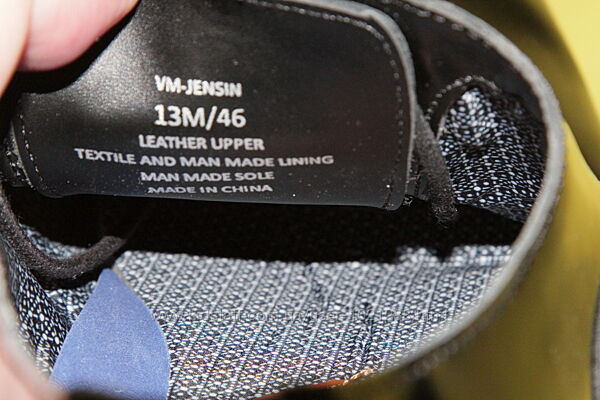 VM-JENSIN
13M/46
LEATHER UPPER
TEXTILE AND MAN MADE LINING
MAN MADE SOLE
MADE IN CHINA